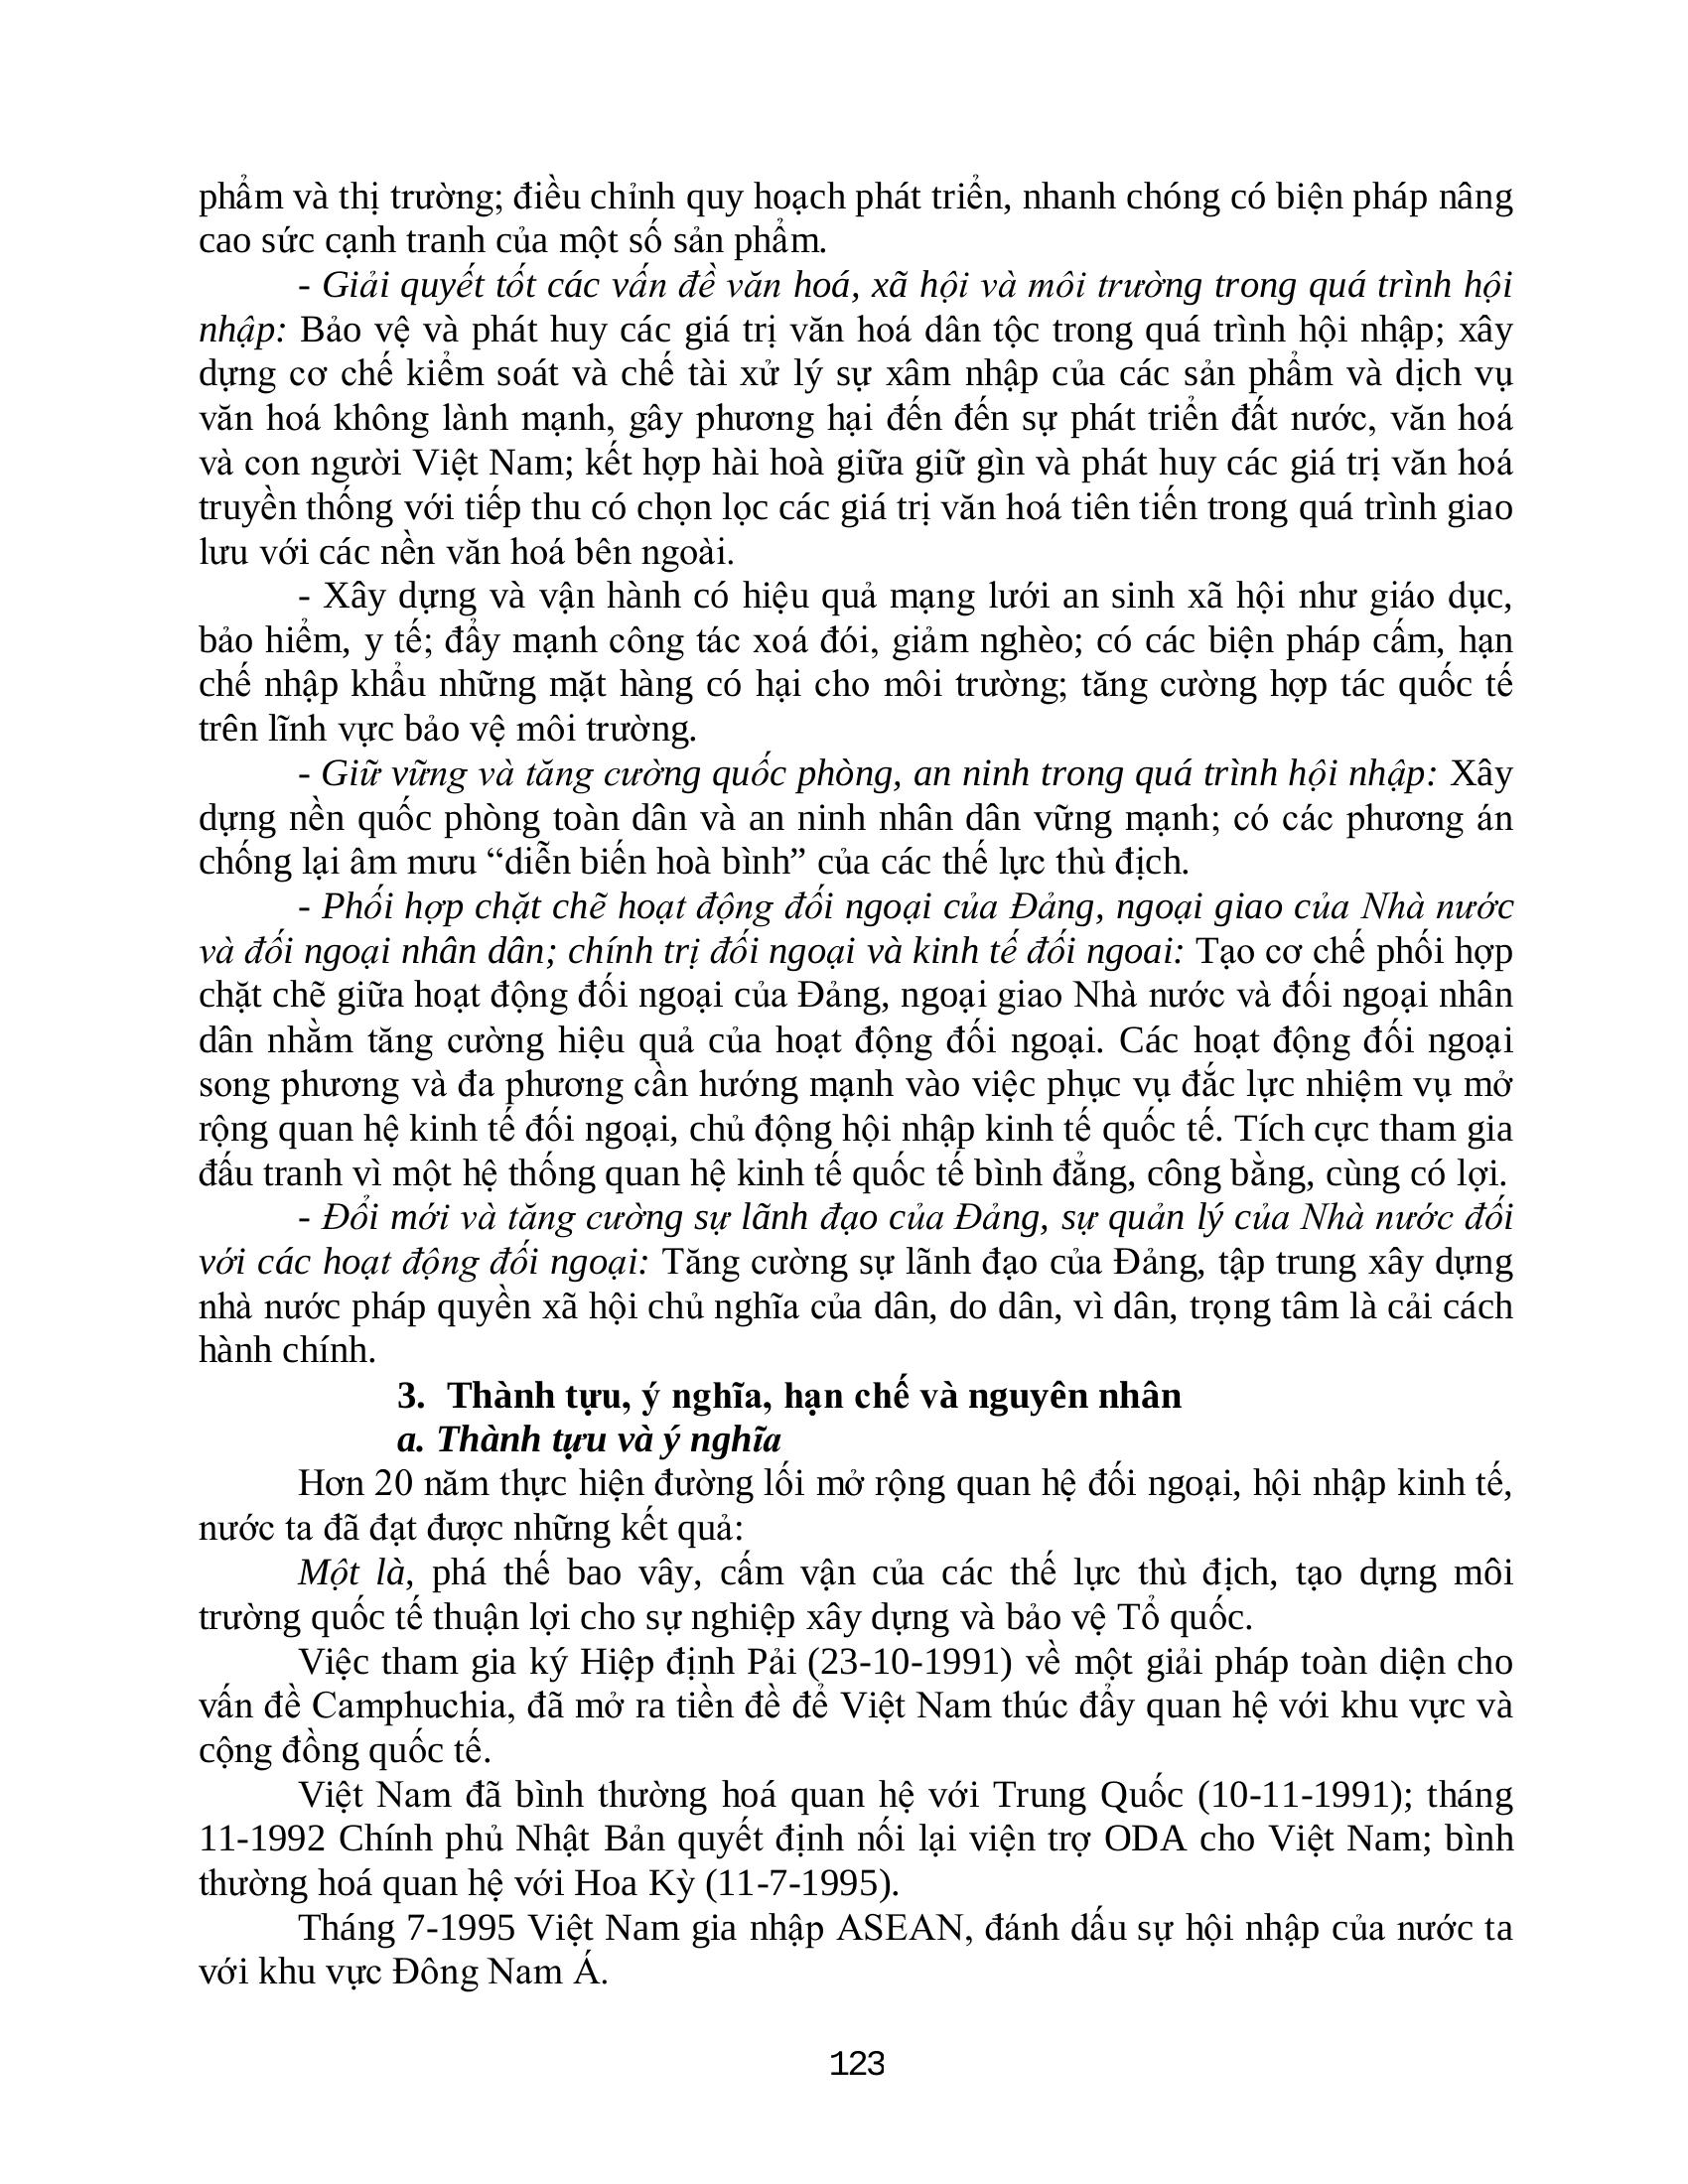 phẩm và thị trường; điều chỉnh quy hoạch phát triển, nhanh chóng có biện pháp nâng
cao sức cạnh tranh của một số sản phẩm.
- Giải quyết tốt các vấn đề văn hoá, xã hội và môi trường trong quá trình hội
nhập: Bảo vệ và phát huy các giá trị văn hoá dân tộc trong quá trình hội nhập; xây
dựng cơ chế kiểm soát và chế tài xử lý sự xâm nhập của các sản phẩm và dịch vụ
văn hoá không lành mạnh, gây phương hại đến đến sự phát triển đất nước, văn hoá
và con người Việt Nam; kết hợp hài hoà giữa giữ gìn và phát huy các giá trị văn hoá
truyền thống với tiếp thu có chọn lọc các giá trị văn hoá tiên tiến trong quá trình giao
lưu với các nền văn hoá bên ngoài.
- Xây dựng và vận hành có hiệu quả mạng lưới an sinh xã hội như giáo dục,
bảo hiểm, y tế; đẩy mạnh công tác xoá đói, giảm nghèo; có các biện pháp cấm, hạn
chế nhập khẩu những mặt hàng có hại cho môi trường; tăng cường hợp tác quốc tế
trên lĩnh vực bảo vệ môi trường.
- Giữ vững và tăng cường quốc phòng, an ninh trong quá trình hội nhập: Xây
dựng nền quốc phòng toàn dân và an ninh nhân dân vững mạnh; có các phương án
chống lại âm mưu “diễn biến hoà bình” của các thế lực thù địch.
- Phối hợp chặt chẽ hoạt động đối ngoại của Đảng, ngoại giao của Nhà nước
và đối ngoại nhân dân; chính trị đối ngoại và kinh tế đối ngoai: Tạo cơ chế phối hợp
chặt chẽ giữa hoạt động đối ngoại của Đảng, ngoại giao Nhà nước và đối ngoại nhân
dân nhằm tăng cường hiệu quả của hoạt động đối ngoại. Các hoạt động đối ngoại
song phương và đa phương cần hướng mạnh vào việc phục vụ đắc lực nhiệm vụ mở
rộng quan hệ kinh tế đối ngoại, chủ động hội nhập kinh tế quốc tế. Tích cực tham gia
đấu tranh vì một hệ thống quan hệ kinh tế quốc tế bình đẳng, công bằng, cùng có lợi.
- Đổi mới và tăng cường sự lãnh đạo của Đảng, sự quản lý của Nhà nước đối
với các hoạt động đối ngoại: Tăng cường sự lãnh đạo của Đảng, tập trung xây dựng
nhà nước pháp quyền xã hội chủ nghĩa của dân, do dân, vì dân, trọng tâm là cải cách
hành chính.
3. Thành tựu, ý nghĩa, hạn chế và nguyên nhân
a. Thành tựu và ý nghĩa
Hơn 20 năm thực hiện đường lối mở rộng quan hệ đối ngoại, hội nhập kinh tế,
nước ta đã đạt được những kết quả:
Một là, phá thế bao vây, cấm vận của các thế lực thù địch, tạo dựng môi
trường quốc tế thuận lợi cho sự nghiệp xây dựng và bảo vệ Tổ quốc.
Việc tham gia ký Hiệp định Pải (23-10-1991) về một giải pháp toàn diện cho
vấn đề Camphuchia, đã mở ra tiền đề để Việt Nam thúc đẩy quan hệ với khu vực và
cộng đồng quốc tế.
Việt Nam đã bình thường hoá quan hệ với Trung Quốc (10-11-1991); tháng
11-1992 Chính phủ Nhật Bản quyết định nối lại viện trợ ODA cho Việt Nam; bình
thường hoá quan hệ với Hoa Kỳ (11-7-1995).
Tháng 7-1995 Việt Nam gia nhập ASEAN, đánh dấu sự hội nhập của nước ta
với khu vực Đông Nam Á.
123